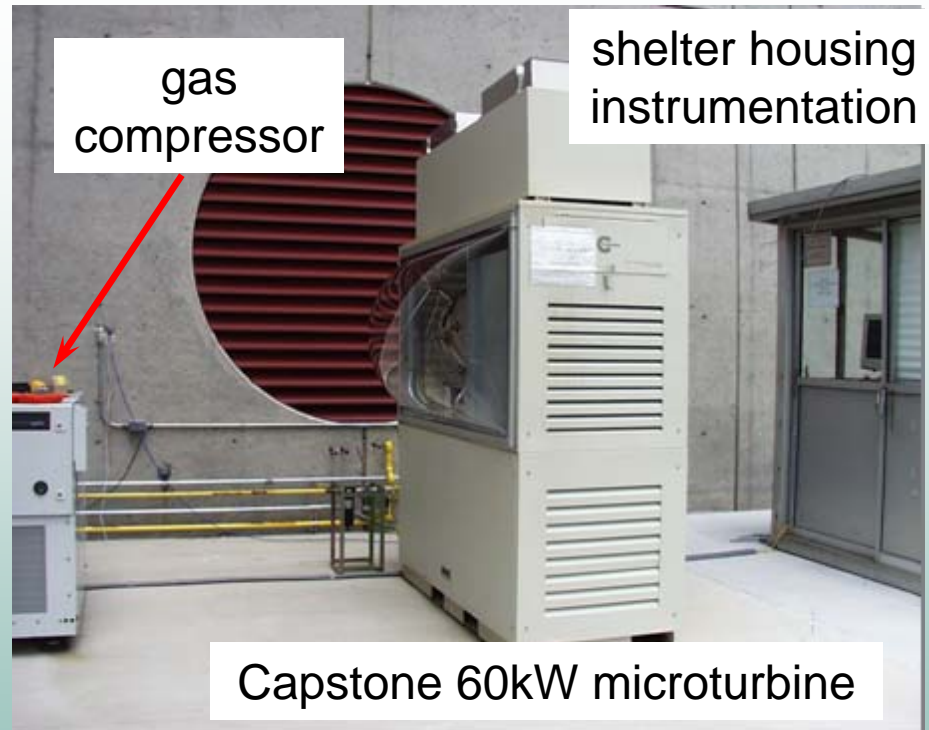 gas
compressor
shelter housing
instrumentation
Capstone 60kW microturbine